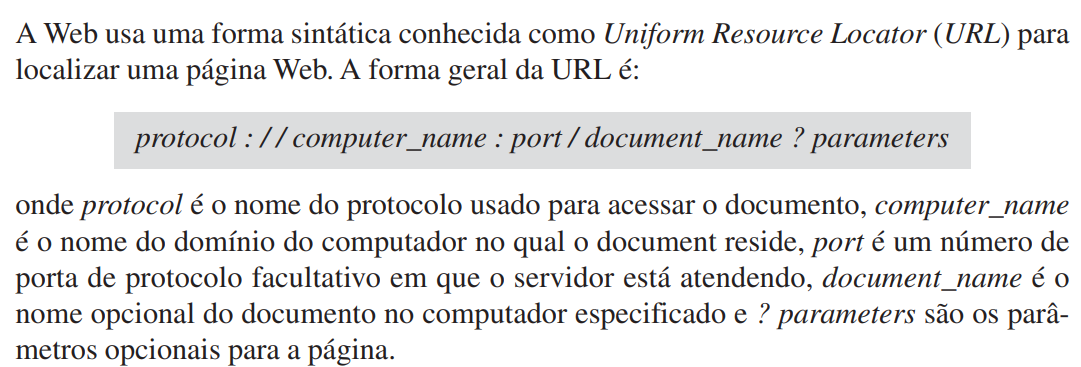 A Web usa uma forma sintática conhecida como Uniform Resource Locator (URL) para
localizar uma página Web. A forma geral da URL é:
protocol : / / computer_name : port / document_name ? parameters
onde protocol é o nome do protocolo usado para acessar o documento, computer_name
é o nome do domínio do computador no qual o document reside, port é um número de
porta de protocolo facultativo em que o servidor está atendendo, document_name é o
nome opcional do documento no computador especificado e ? parameters são os parâ-
metros opcionais para a página.